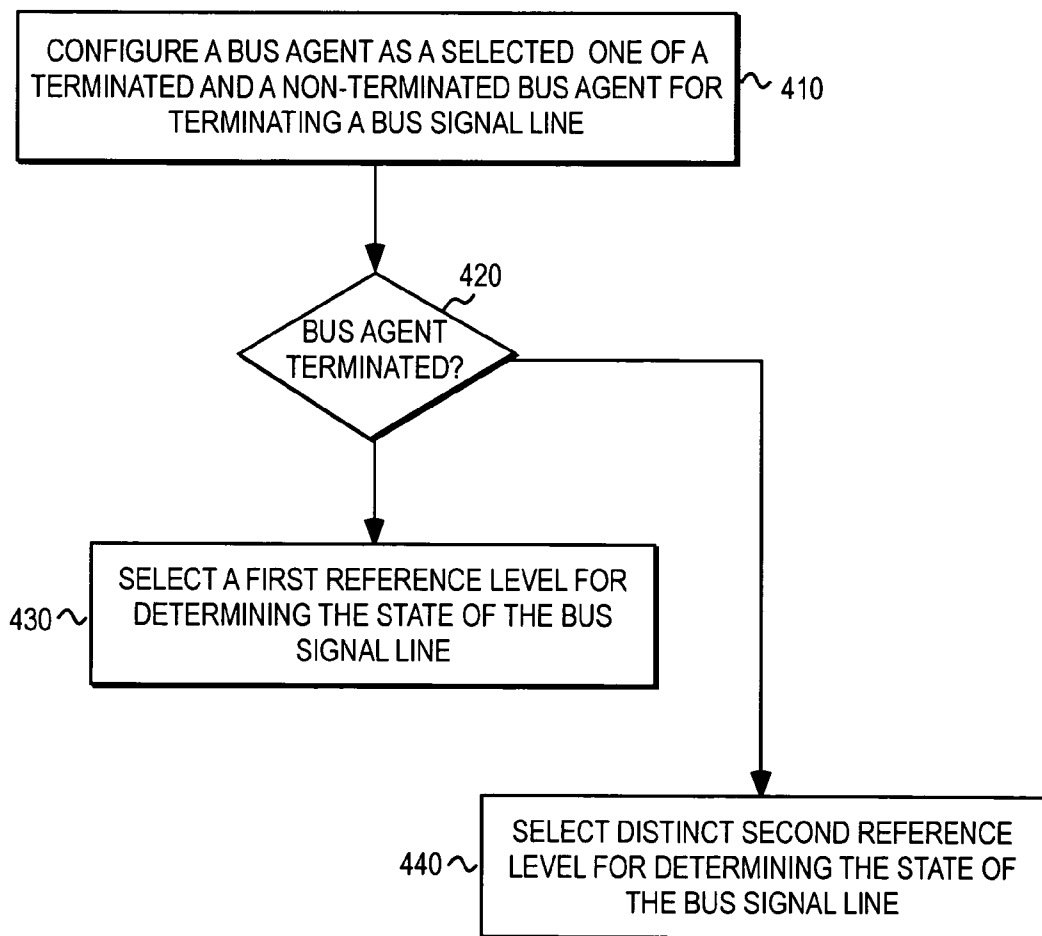 CONFIGURE A BUS AGENT AS A SELECTED ONE OF A
TERMINATED AND A NON-TERMINATED BUS AGENT FOR
TERMINATING A BUS SIGNAL LINE
410
420
BUS AGENT
TERMINATED?
SELECT A FIRST REFERENCE LEVEL FOR
DETERMINING THE STATE OF THE BUS
SIGNAL LINE
430
SELECT DISTINCT SECOND REFERENCE
LEVEL FOR DETERMINING THE STATE OF
THE BUS SIGNAL LINE
440